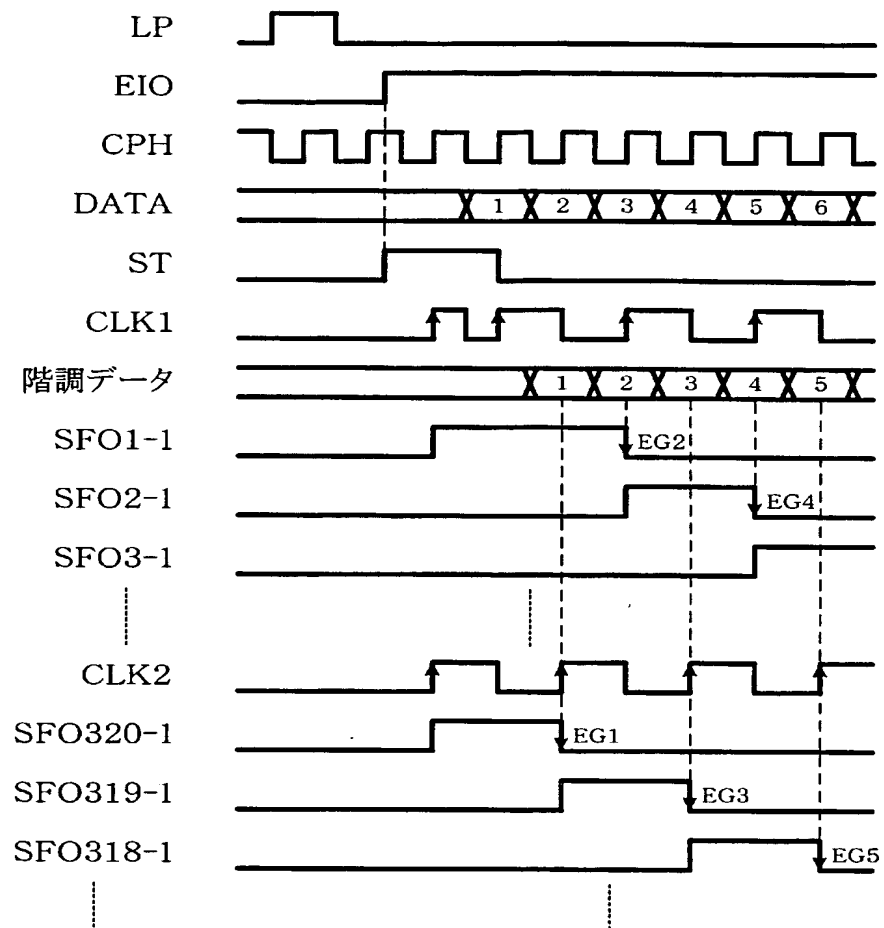 LP
EIO
CPH
DATA
1 2 3 4 5 6
ST
CLK1
階調データ
1 2 3 4 5
SFO1-1
EG2
SFO2-1
EG4
SFO3-1
CLK2
SFO320-1
EG1
SFO319-1
EG3
SFO318-1
EG5